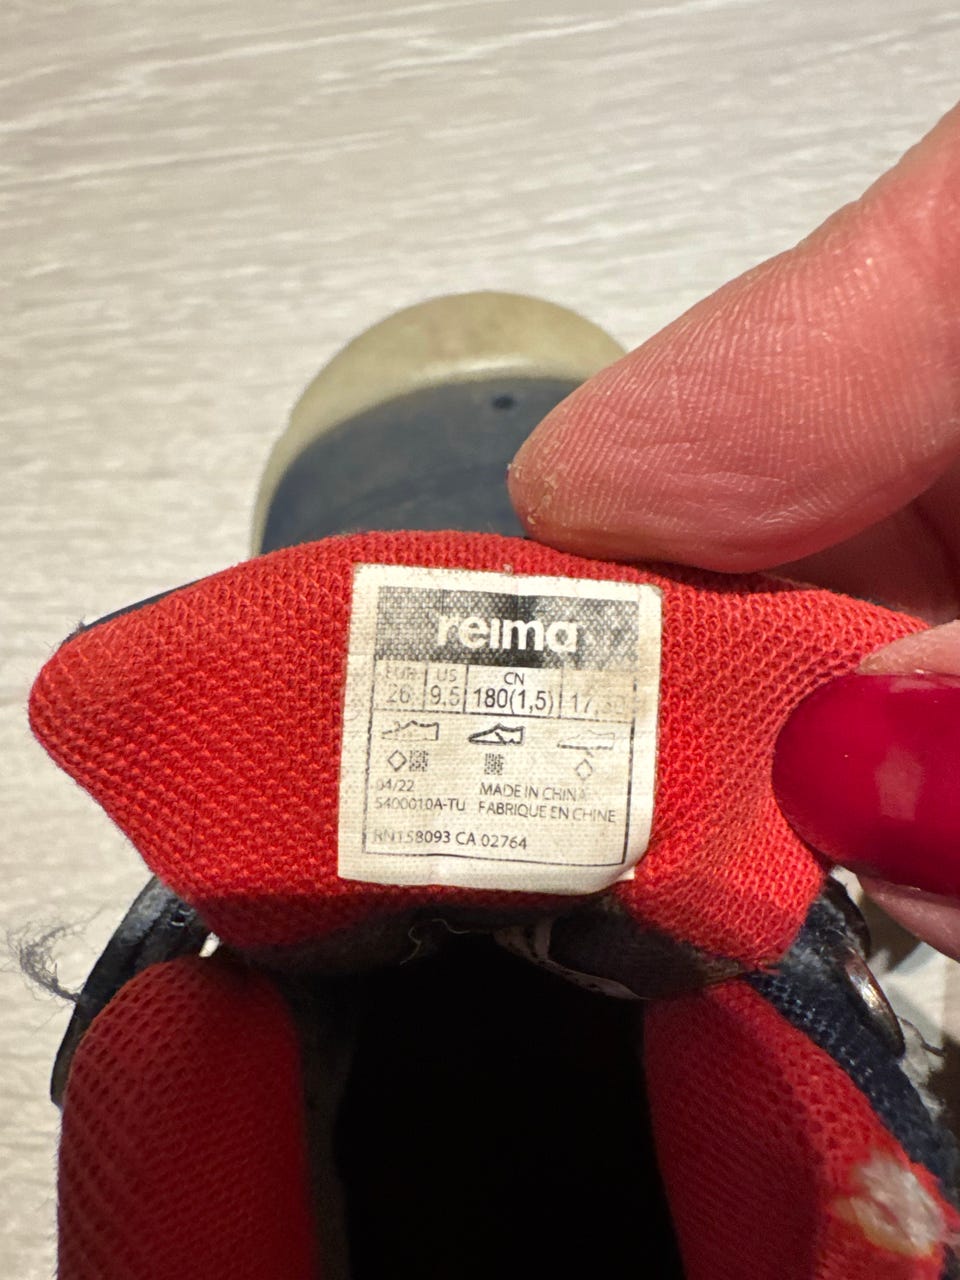 reima
EUR US CN
26 9,5 180(1,5)
04/22 MADE IN CHINA
5400010A-TU FABRIQUE EN CHINE
RN158093 CA 02764